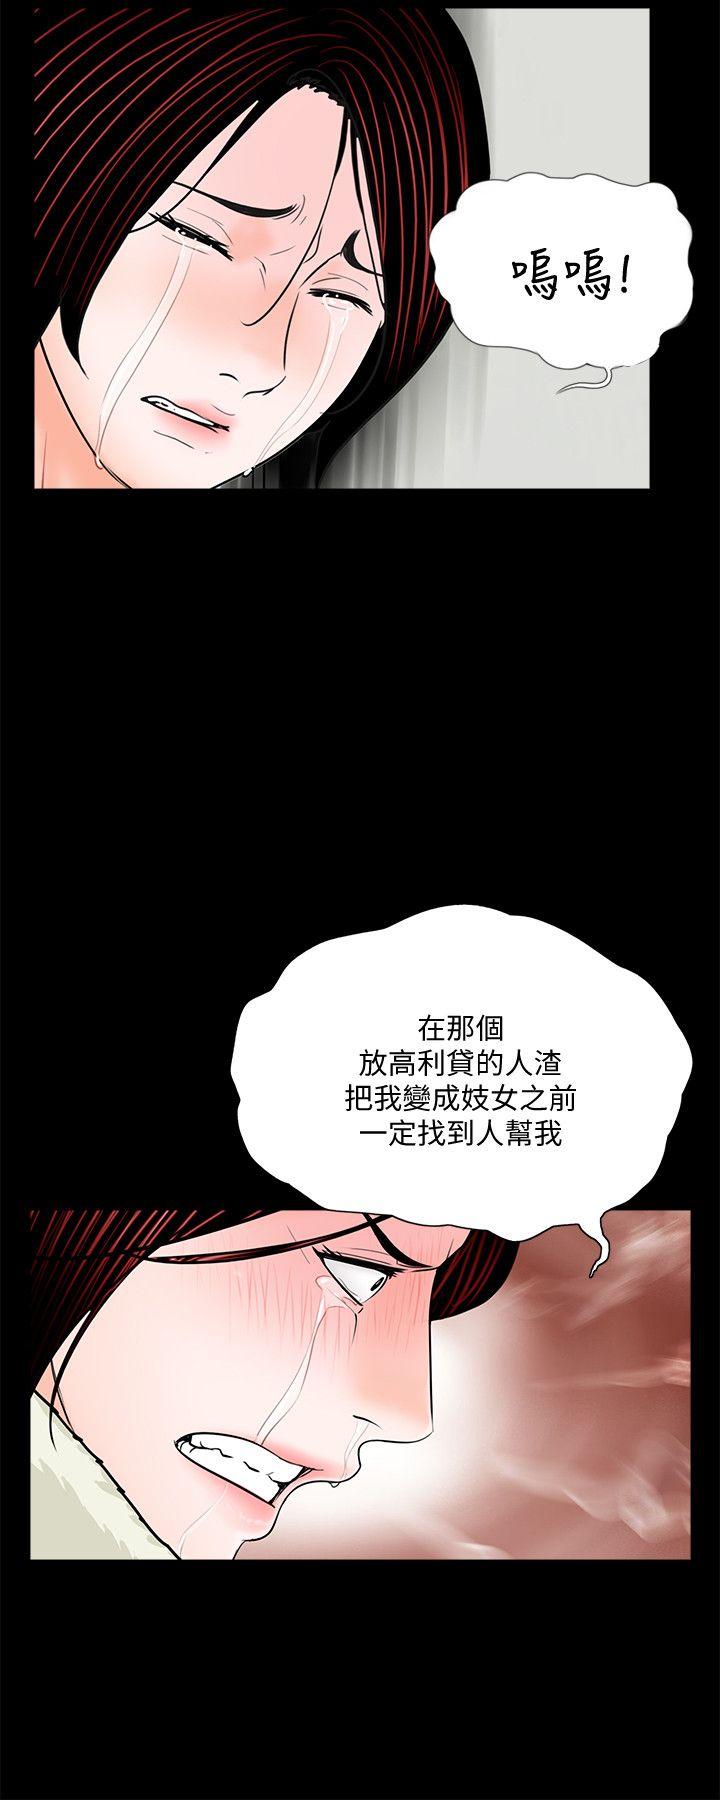 嗚嗚!
在那個
放高利貸的人渣
把我變成妓女之前
一定找到人幫我